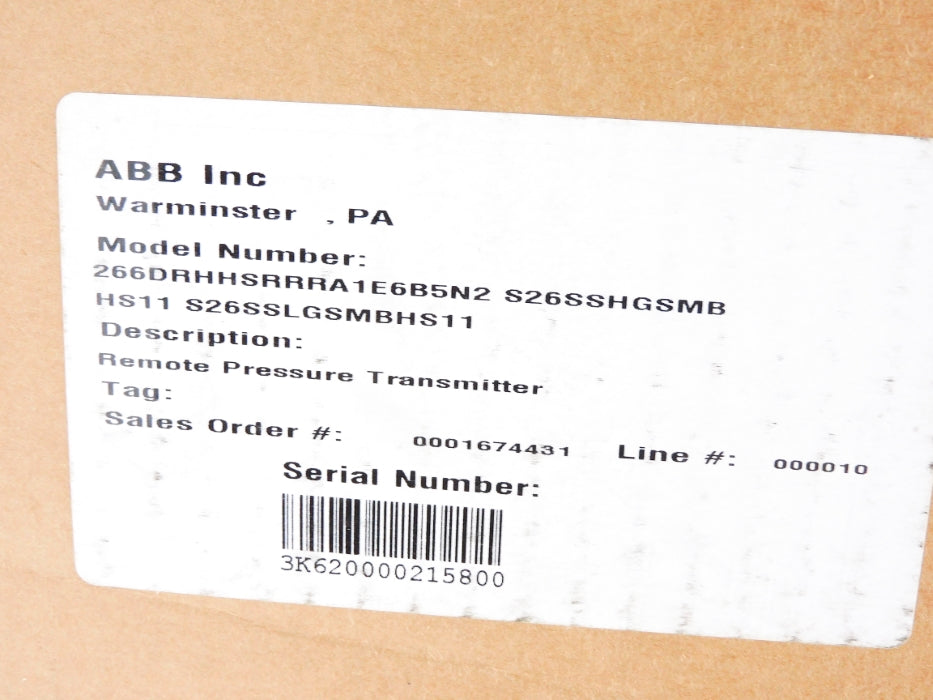 ABB Inc
Warminster , PA
Model Number:
266DRHHSRRRA1E6B5N2 S26SSHGSMB
HS11 S26SSLGSMBHS11
Description:
Remote Pressure Transmitter
Tag:
Sales Order #: 0001674431 Line #: 000010
Serial Number:
3K620000215800